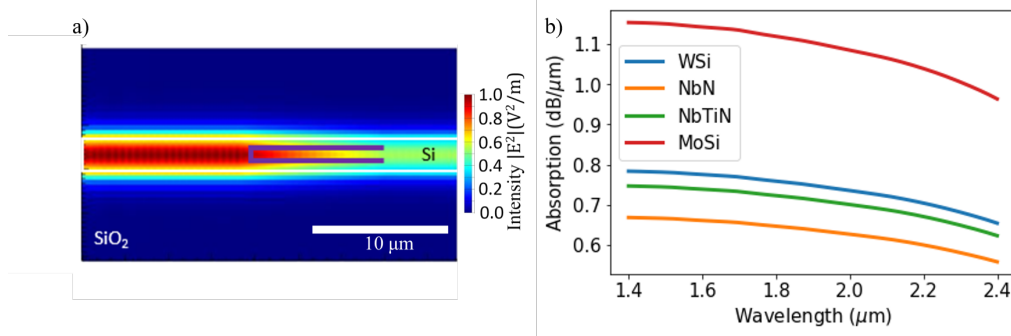 a)
Si
SiO2
10 μm
1.0
0.8
0.6
0.4
0.2
0.0
Intensity |E²|(V²/m)
b)
1.1
1.0
0.9
0.8
0.7
0.6
Absorption (dB/μm)
WSi
NbN
NbTiN
MoSi
1.4 1.6 1.8 2.0 2.2 2.4
Wavelength (μm)